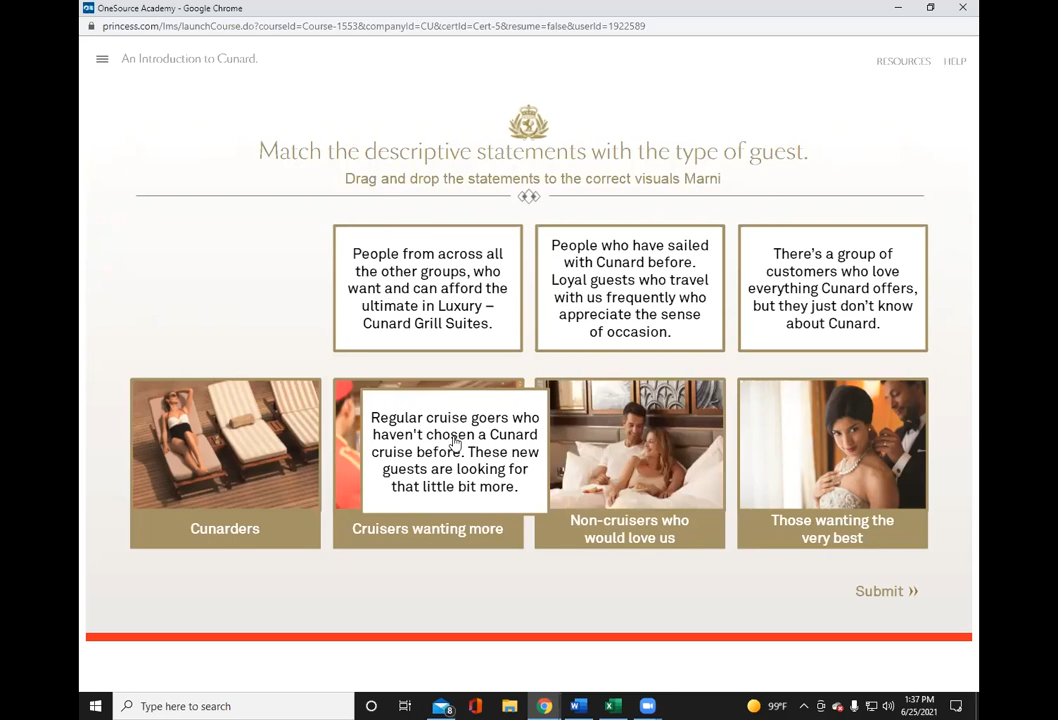 OneSource Academy - Google Chrome
princess.com/lms/launchCourse.do?courseId=Course-1553&companyId=CU&certId=Cert-5&resume=false&userId=1922589
An Introduction to Cunard.
RESOURCES HELP
Match the descriptive statements with the type of guest.
Drag and drop the statements to the correct visuals Marni
People from across all
the other groups, who
want and can afford the
ultimate in Luxury –
Cunard Grill Suites.
People who have sailed
with Cunard before.
Loyal guests who travel
with us frequently who
appreciate the sense
of occasion.
There's a group of
customers who love
everything Cunard offers,
but they just don't know
about Cunard.
Regular cruise goers who
haven't chosen a Cunard
cruise before. These new
guests are looking for
that little bit more.
Cunarders
Cruisers wanting more
Non-cruisers who
would love us
Those wanting the
very best
Submit »
Type here to search
8
99°F
1:37 PM
6/25/2021